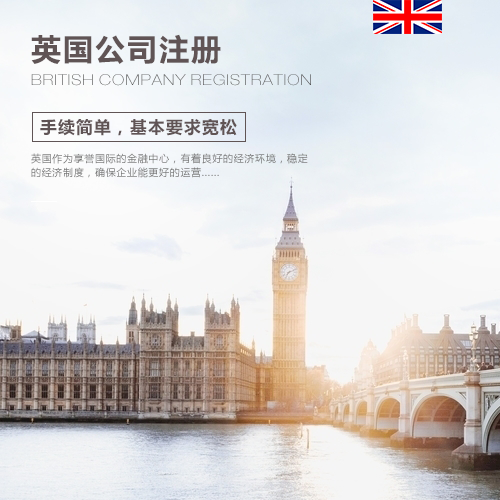 英国公司注册
BRITISH COMPANY REGISTRATION
手续简单，基本要求宽松
英国作为享誉国际的金融中心，有着良好的经济环境，稳定
的经济制度，确保企业能更好的运营......